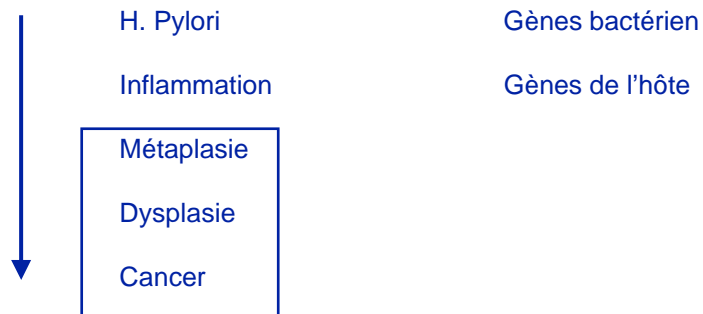 H. Pylori Gènes bactérien
Inflammation Gènes de l'hôte
Métaplasie
Dysplasie
Cancer